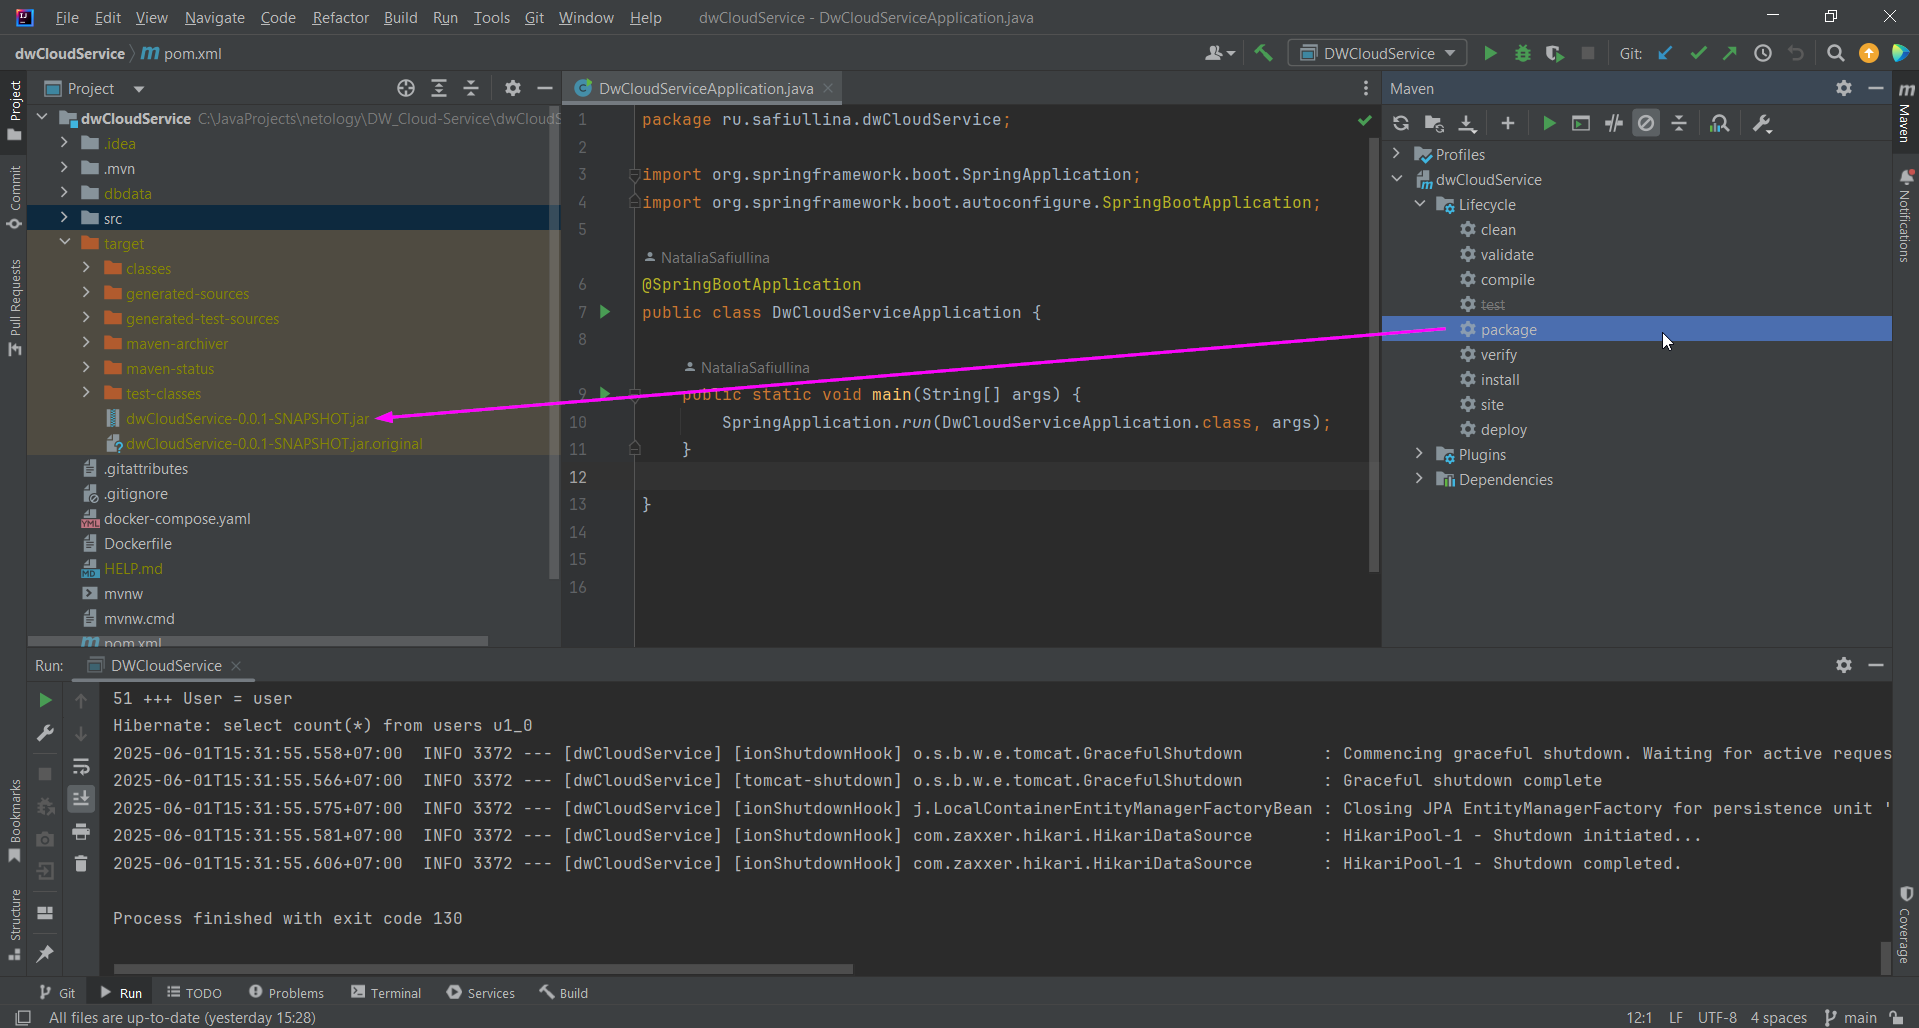 File Edit View Navigate Code Refactor Build Run Tools Git Window Help dwCloudService - DwCloudServiceApplication.java
dwCloudService pom.xml DWCloudService Git:
Project
Commit
Pull Requests
Bookmarks
Structure
Project
dwCloudService C:\JavaProjects\netology\DW_Cloud-Service\dwCloudS
.idea
.mvn
dbdata
src
target
classes
generated-sources
generated-test-sources
maven-archiver
maven-status
test-classes
dwCloudService-0.0.1-SNAPSHOT.jar
dwCloudService-0.0.1-SNAPSHOT.jar.original
.gitattributes
.gitignore
docker-compose.yaml
Dockerfile
HELP.md
mvnw
mvnw.cmd
pom.xml
DwCloudServiceApplication.java
1 package ru.safiullina.dwCloudService;
2
3 import org.springframework.boot.SpringApplication;
4 import org.springframework.boot.autoconfigure.SpringBootApplication;
5
NataliaSafiullina
6 @SpringBootApplication
7 public class DwCloudServiceApplication {
8
NataliaSafiullina
9 public static void main(String[] args) {
10 SpringApplication.run(DwCloudServiceApplication.class, args);
11 }
12
13 }
14
15
16
Maven
Profiles
dwCloudService
Lifecycle
clean
validate
compile
test
package
verify
install
site
deploy
Plugins
Dependencies
Maven
Notifications
Coverage
Run: DWCloudService
51 +++ User = user
Hibernate: select count(*) from users u1_0
2025-06-01T15:31:55.558+07:00 INFO 3372 --- [dwCloudService] [ionShutdownHook] o.s.b.w.e.tomcat.GracefulShutdown : Commencing graceful shutdown. Waiting for active reques
2025-06-01T15:31:55.566+07:00 INFO 3372 --- [dwCloudService] [tomcat-shutdown] o.s.b.w.e.tomcat.GracefulShutdown : Graceful shutdown complete
2025-06-01T15:31:55.575+07:00 INFO 3372 --- [dwCloudService] [ionShutdownHook] j.LocalContainerEntityManagerFactoryBean : Closing JPA EntityManagerFactory for persistence unit '
2025-06-01T15:31:55.581+07:00 INFO 3372 --- [dwCloudService] [ionShutdownHook] com.zaxxer.hikari.HikariDataSource : HikariPool-1 - Shutdown initiated...
2025-06-01T15:31:55.606+07:00 INFO 3372 --- [dwCloudService] [ionShutdownHook] com.zaxxer.hikari.HikariDataSource : HikariPool-1 - Shutdown completed.
Process finished with exit code 130
Git Run TODO Problems Terminal Services Build
All files are up-to-date (yesterday 15:28) 12:1 LF UTF-8 4 spaces main